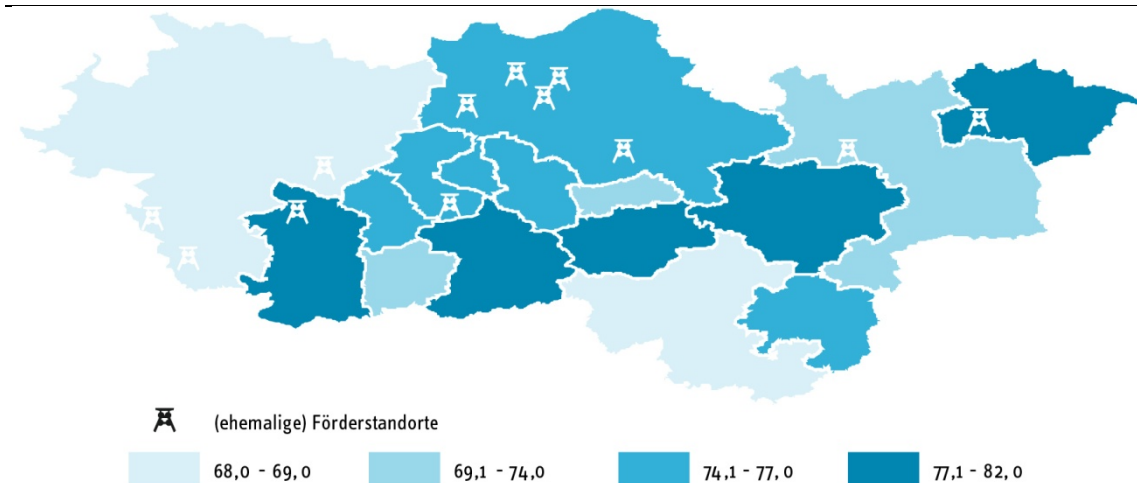 (ehemalige) Förderstandorte
68,0 - 69,0 69,1 - 74,0 74,1 - 77,0 77,1 - 82,0